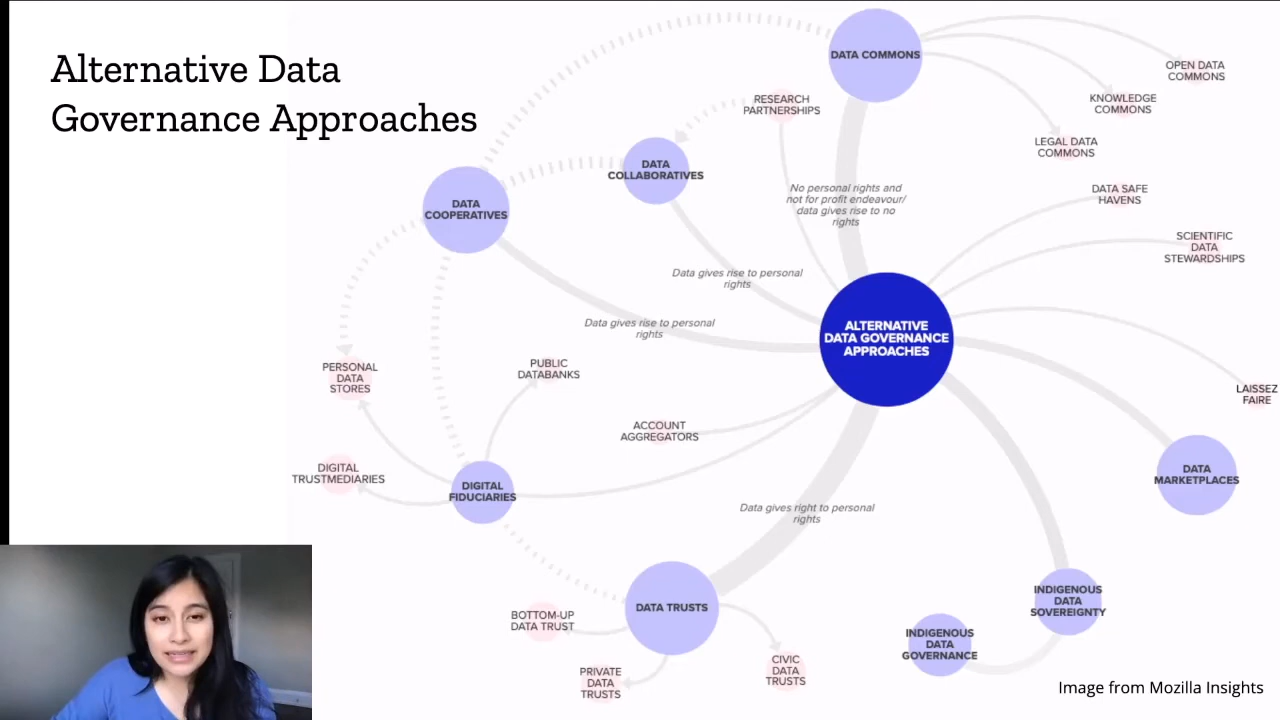 Alternative Data
Governance Approaches
DATA COMMONS
OPEN DATA
COMMONS
KNOWLEDGE
COMMONS
LEGAL DATA
COMMONS
RESEARCH
PARTNERSHIPS
DATA
COLLABORATIVES
DATA
COOPERATIVES
No personal rights and
not for profit endeavour/
data gives rise to no
rights
DATA SAFE
HAVENS
SCIENTIFIC
DATA
STEWARDSHIPS
Data gives rise to personal
rights
Data gives rise to personal
rights
ALTERNATIVE
DATA GOVERNANCE
APPROACHES
PERSONAL
DATA
STORES
PUBLIC
DATABANKS
LAISSEZ
FAIRE
ACCOUNT
AGGREGATORS
DIGITAL
TRUSTMEDIARIES
DIGITAL
FIDUCIARIES
DATA
MARKETPLACES
Data gives right to personal
rights
DATA TRUSTS
BOTTOM-UP
DATA TRUST
PRIVATE
DATA
TRUSTS
CIVIC
DATA
TRUSTS
INDIGENOUS
DATA
SOVEREIGNTY
INDIGENOUS
DATA
GOVERNANCE
Image from Mozilla Insights